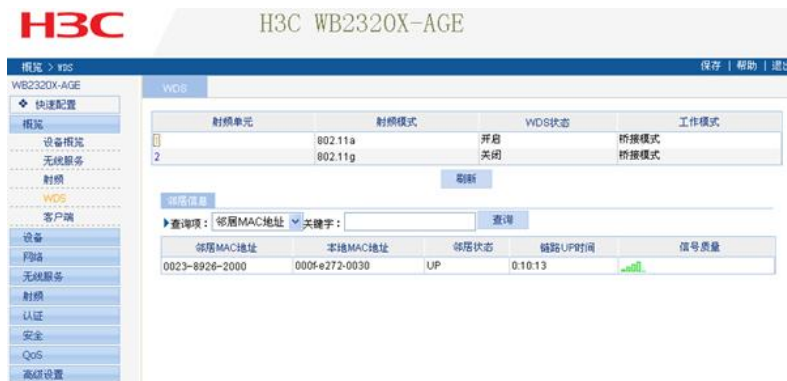 H3C
H3C WB2320X-AGE
概览 > WDS
保存 | 帮助 | 退出
WB2320X-AGE
快速配置
概览
设备概览
无线服务
射频
WDS
客户端
设备
网络
无线服务
射频
认证
安全
QoS
高级设置
WDS
射频单元 射频模式 WDS状态 工作模式
1 802.11a 开启 桥接模式
2 802.11g 关闭 桥接模式
刷新
邻居信息
查询项: 邻居MAC地址 关键字: 查询
邻居MAC地址 本地MAC地址 邻居状态 链路UP时间 信号质量
0023-8926-2000 000f-e272-0030 UP 0:10:13